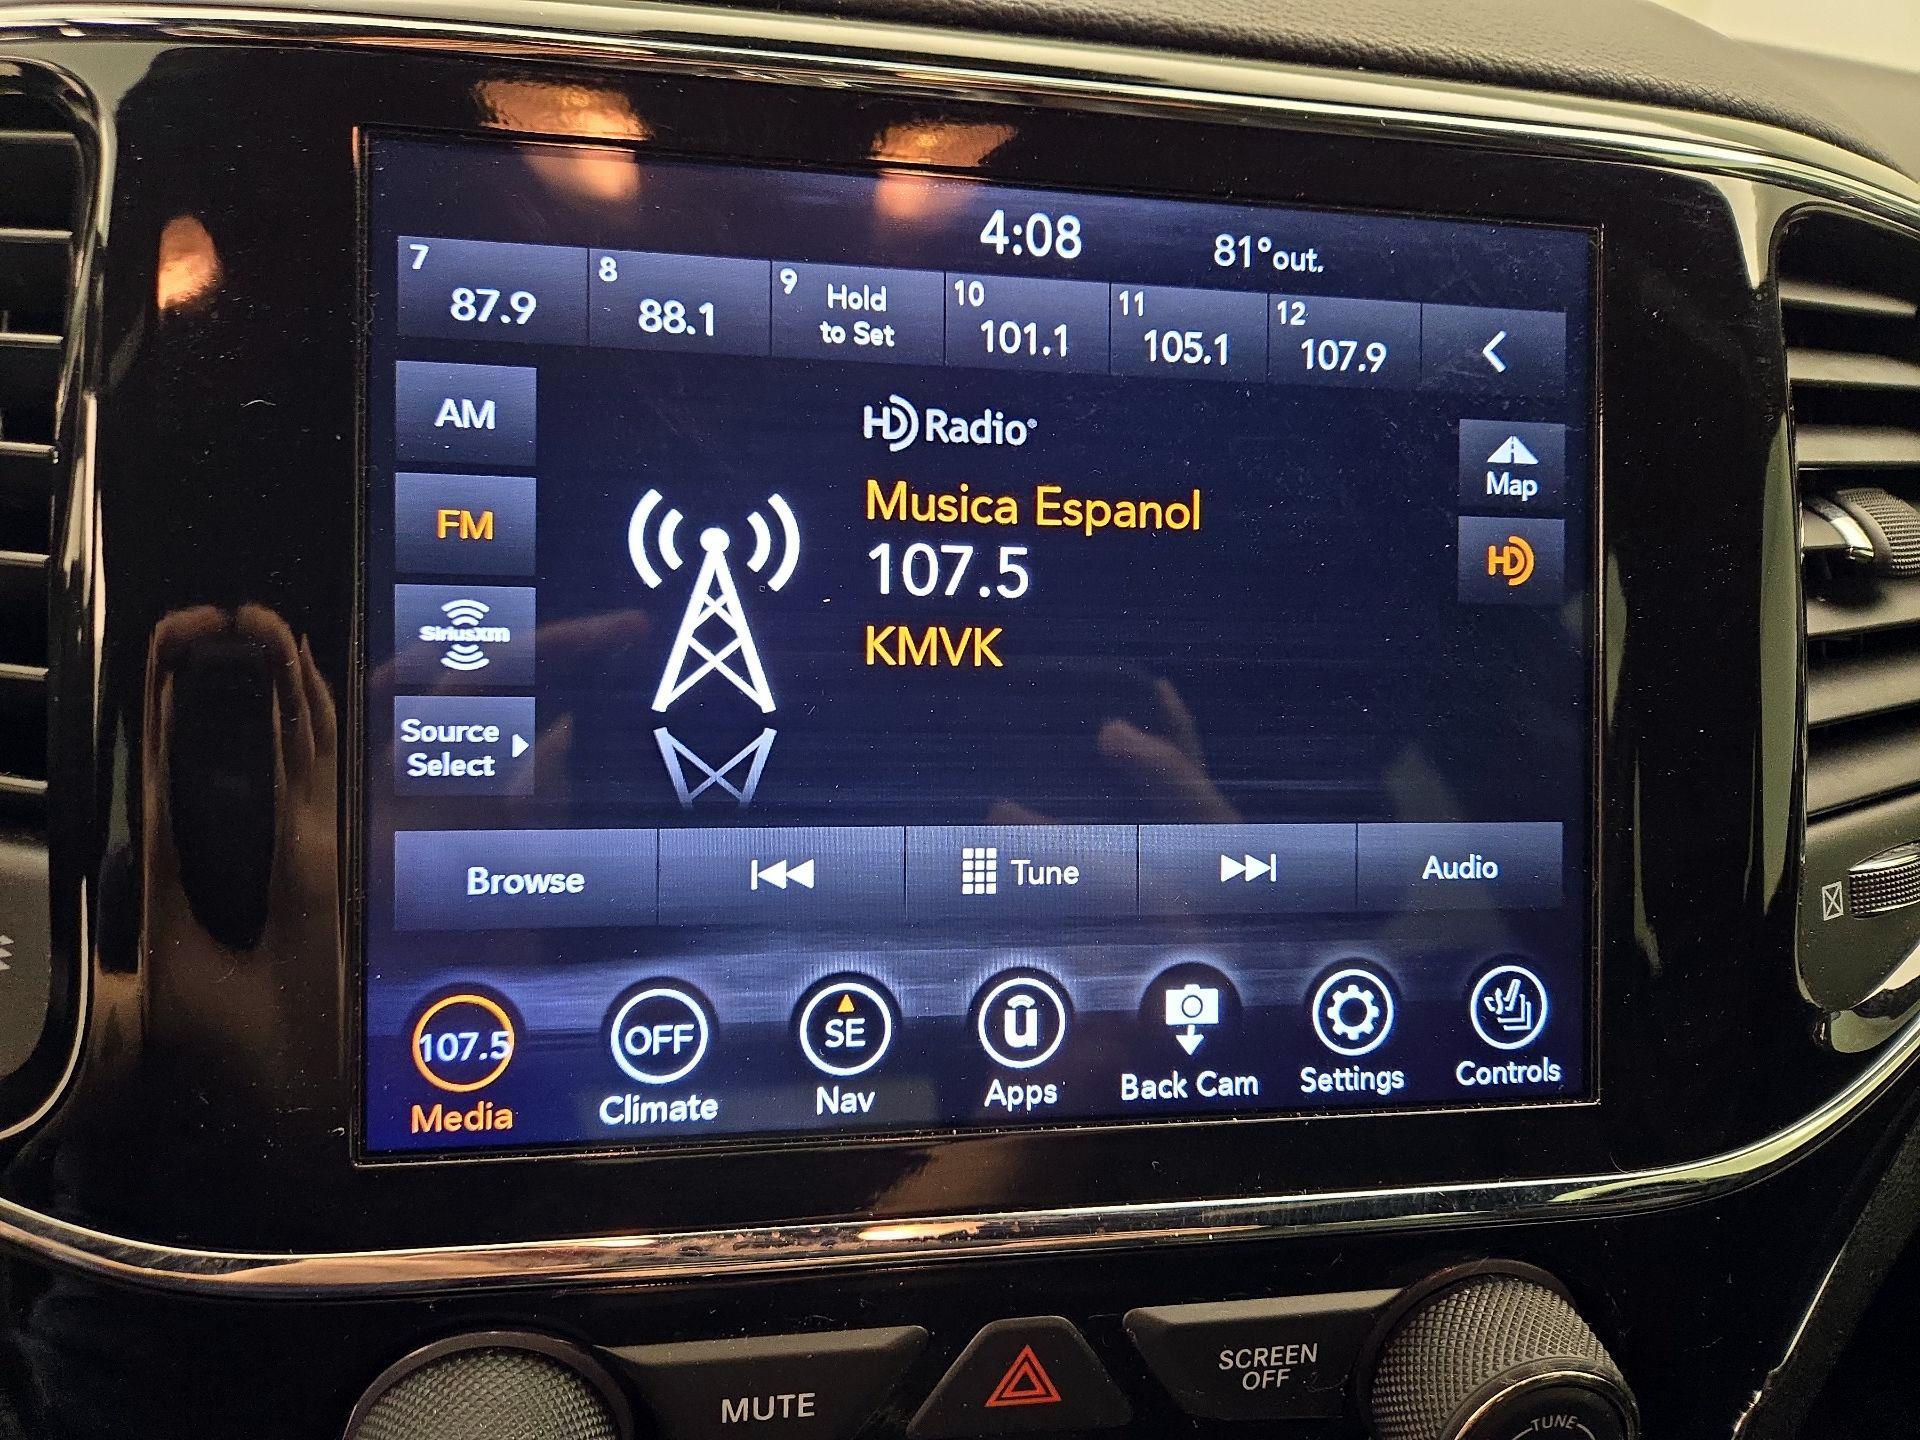 4:08
81°out.
7
87.9
8
88.1
9
Hold
to Set
10
101.1
11
105.1
12
107.9
AM
HD Radio®
Map
Musica Espanol
FM
107.5
HD
SiriusXM
KMVK
Source
Select
Browse
Tune
Audio
107.5
OFF
SE
u
Media
Climate
Nav
Apps
Back Cam
Settings
Controls
MUTE
SCREEN
OFF
TUNE